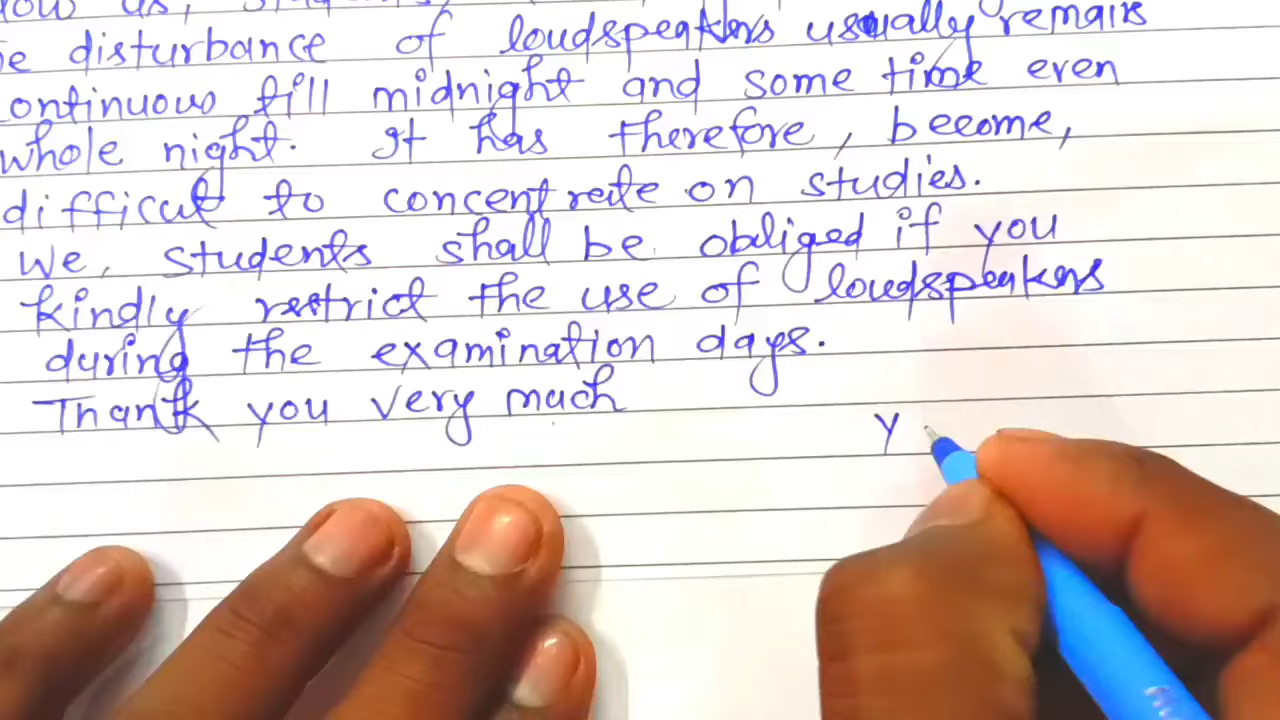 e disturbance of loudspeakers usually remains
ontinuous till midnight and some time even
whole night. It has therefore, become,
difficult to concentrate on studies.
We, students shall be obliged if you
kindly restrict the use of loudspeakers
during the examination days.
Thank you very much
Y